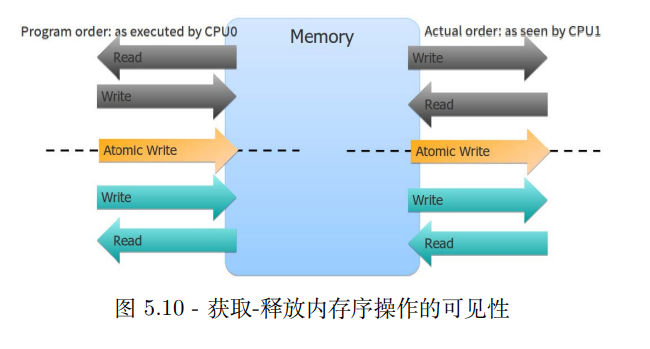 Program order: as executed by CPU0
Memory
Actual order: as seen by CPU1
Read
Write
Write
Read
Atomic Write
Atomic Write
Write
Write
Read
Read
图 5.10 - 获取-释放内存序操作的可见性